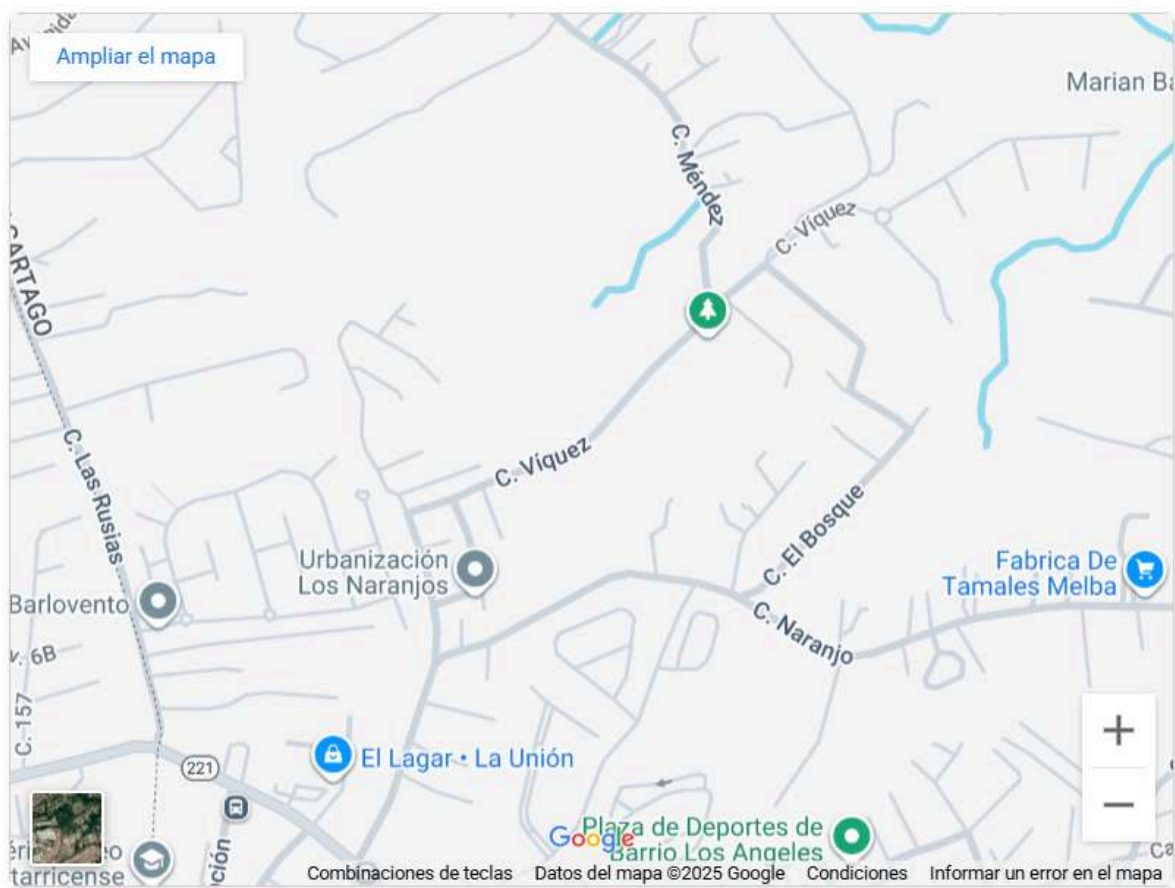 Ampliar el mapa
Marian
C. Méndez
C. Víquez
CARTAGO
C. Las Rusias
C. Víquez
Urbanización
Los Naranjos
C. El Bosque
Fabrica De
Tamales Melba
Barlovento
C. Naranjo
6B
C. 157
221
El Lagar • La Unión
Google
Plaza de Deportes de
Barrio Los Angeles
Combinaciones de teclas
Datos del mapa ©2025 Google
Condiciones
Informar un error en el mapa